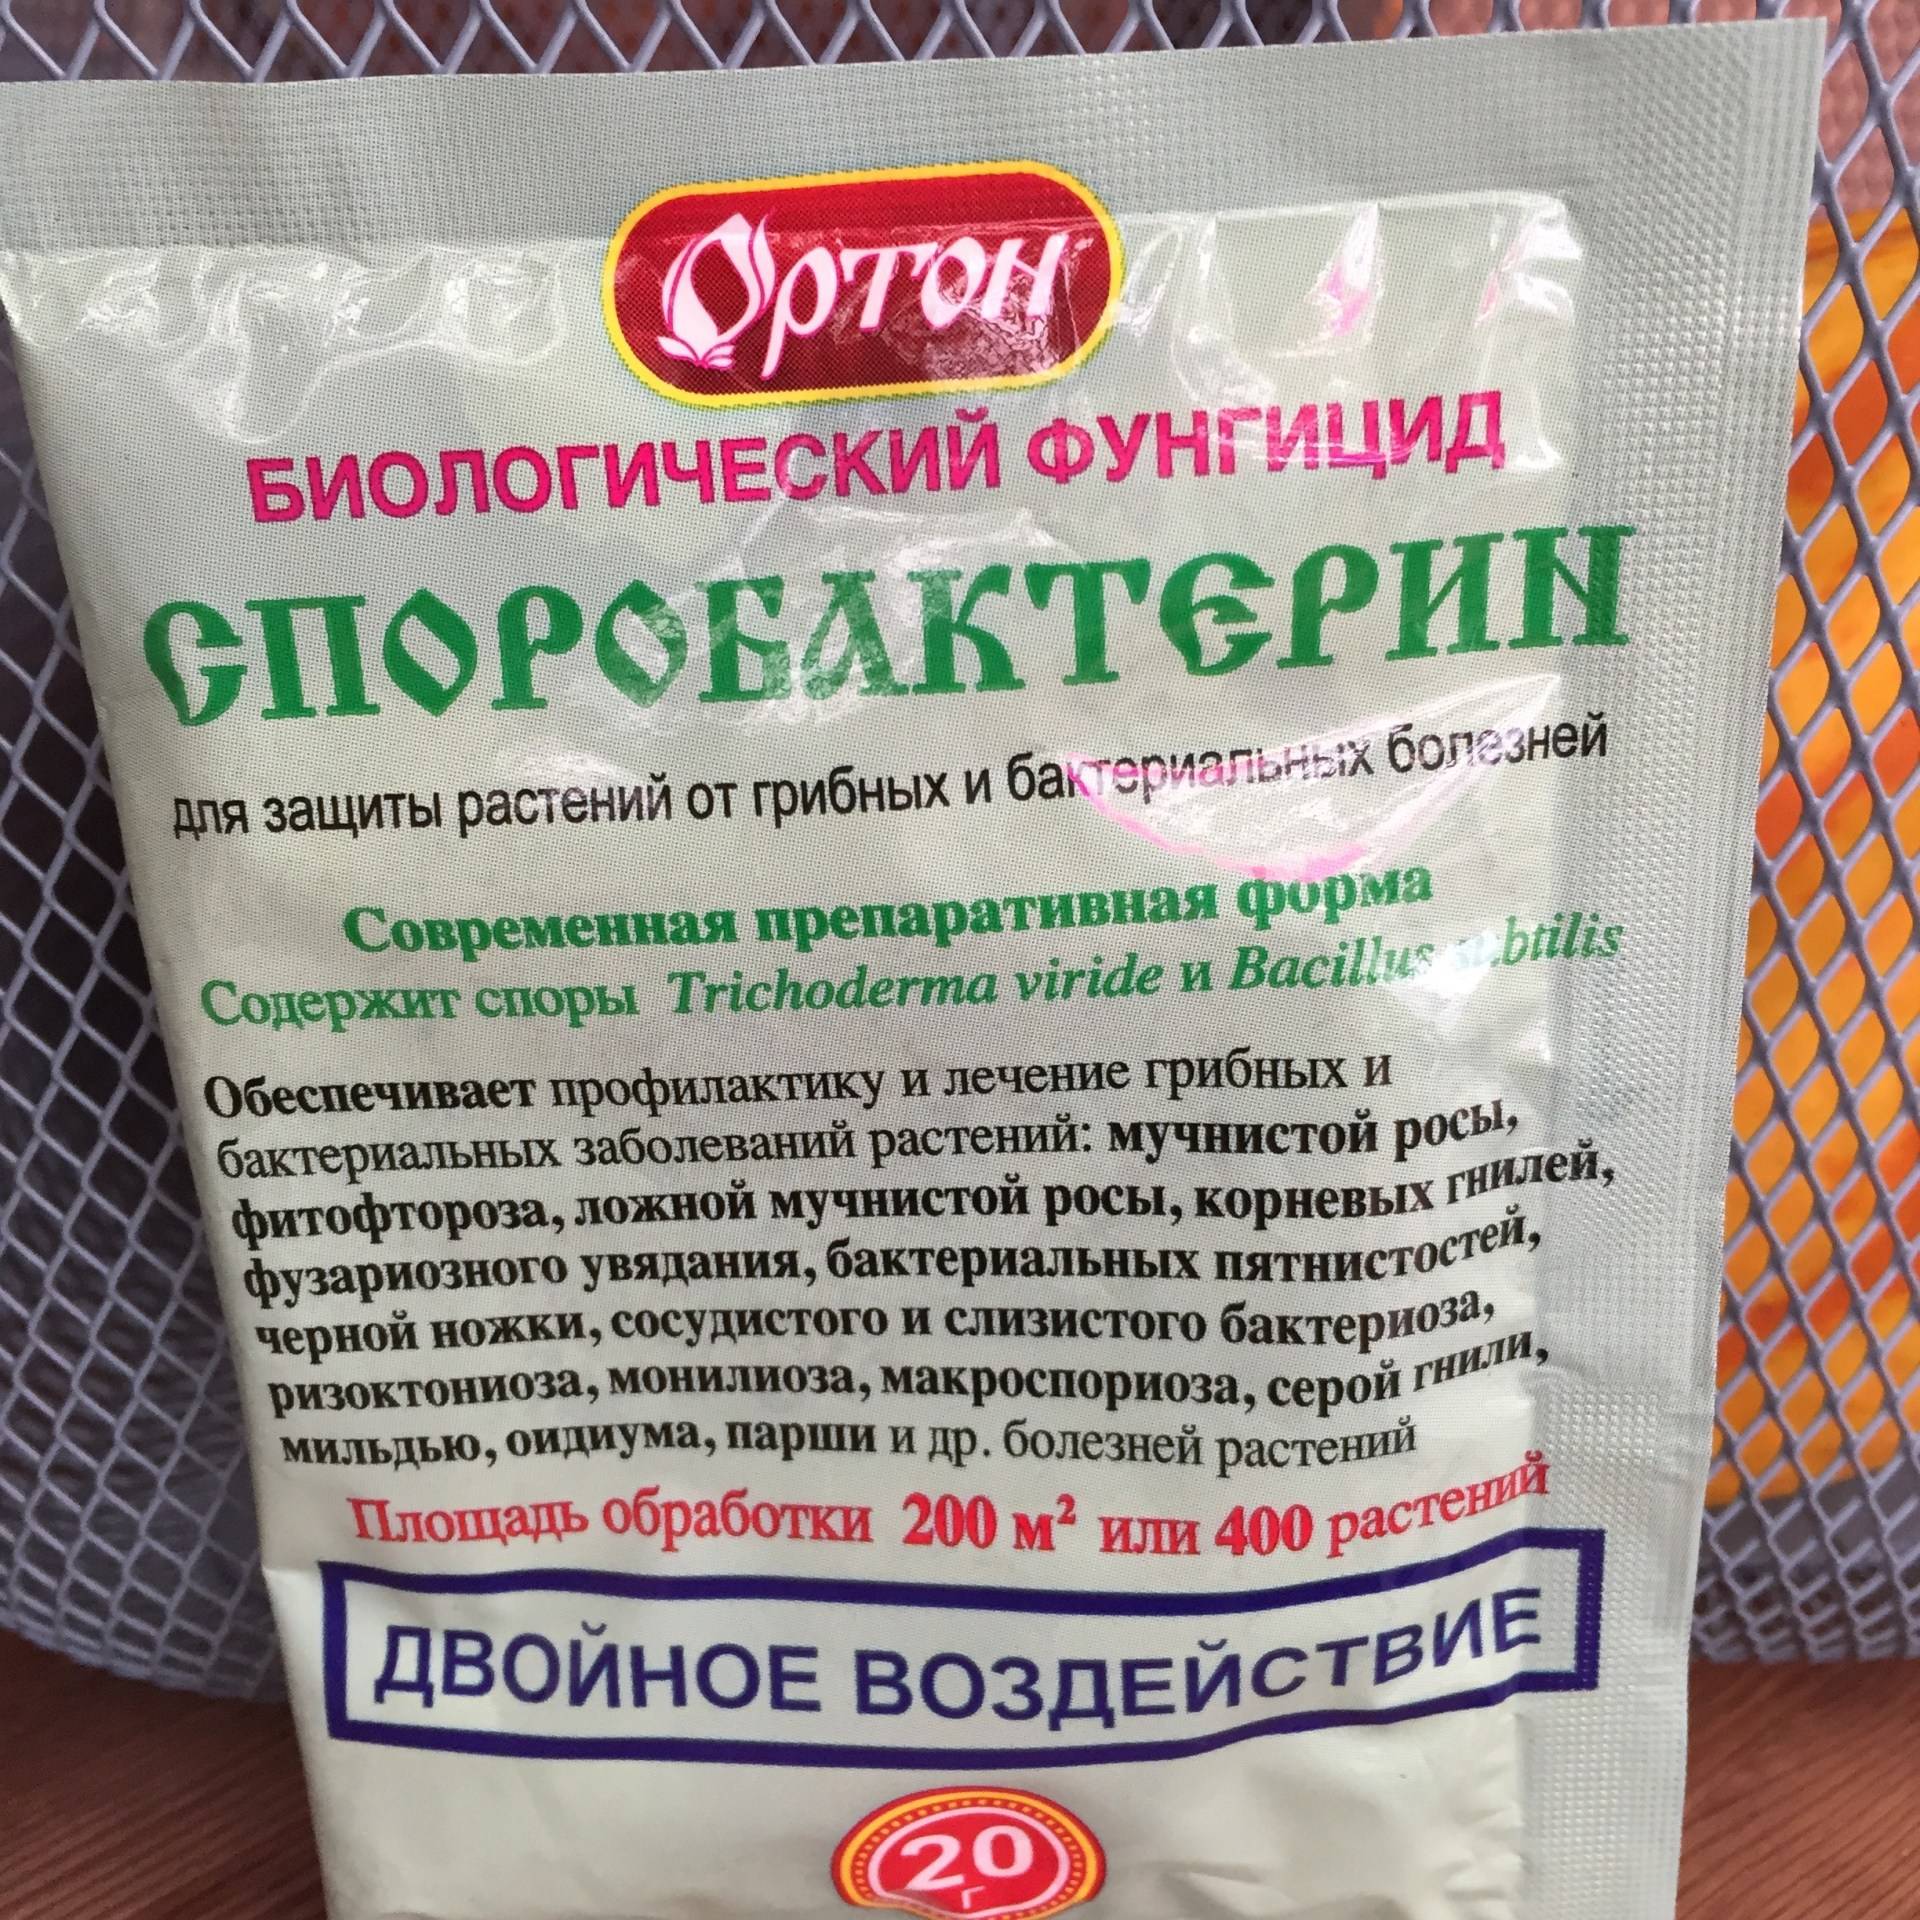 Ортон
БИОЛОГИЧЕСКИЙ ФУНГИЦИД
СПОРОБАКТЕРИН
для защиты растений от грибных и бактериальных болезней
Современная препаративная форма
Содержит споры Trichoderma viride и Bacillus subtilis
Обеспечивает профилактику и лечение грибных и
бактериальных заболеваний растений: мучнистой росы,
фитофтороза, ложной мучнистой росы, корневых гнилей,
фузариозного увядания, бактериальных пятнистостей,
черной ножки, сосудистого и слизистого бактериоза,
ризоктониоза, монилиоза, макроспориоза, серой гнили,
мильдью, оидиума, парши и др. болезней растений
Площадь обработки 200 м² или 400 растений
ДВОЙНОЕ ВОЗДЕЙСТВИЕ
20
г